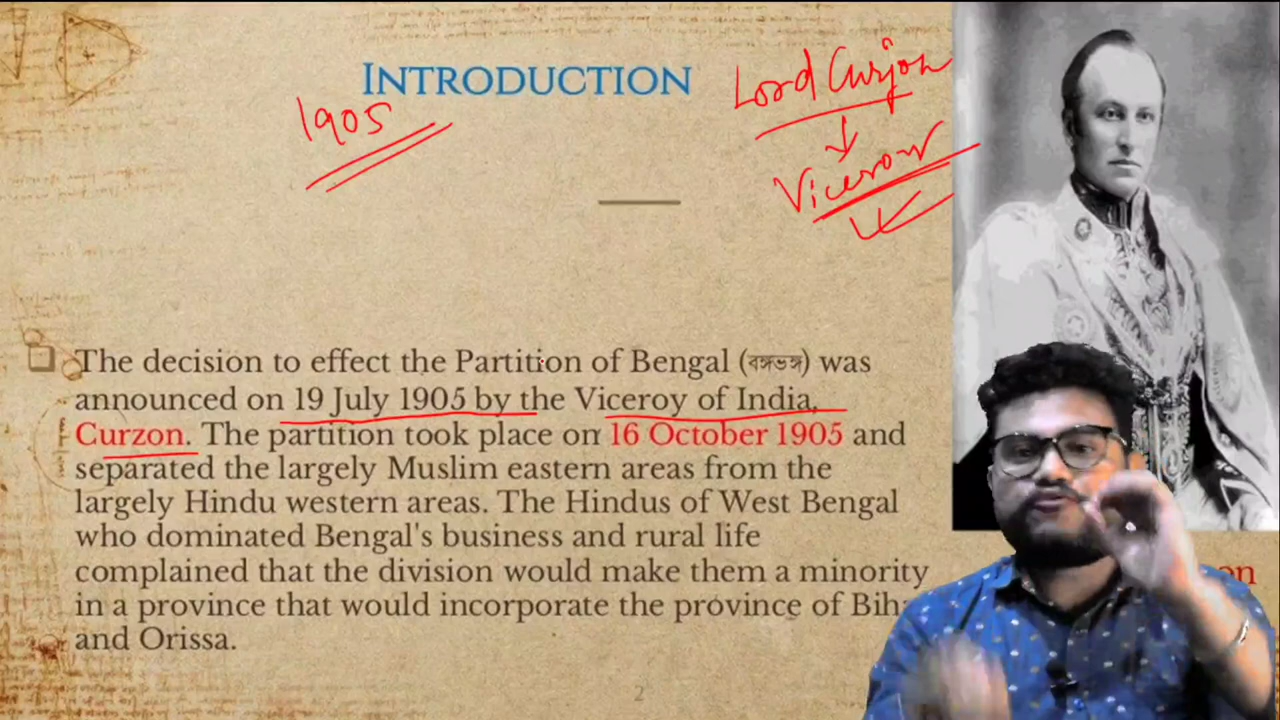 INTRODUCTION
1905
Lord Curzon
Viceroy
The decision to effect the Partition of Bengal (বঙ্গভঙ্গ) was
announced on 19 July 1905 by the Viceroy of India,
Curzon. The partition took place on 16 October 1905 and
separated the largely Muslim eastern areas from the
largely Hindu western areas. The Hindus of West Bengal
who dominated Bengal's business and rural life
complained that the division would make them a minority
in a province that would incorporate the province of
and Orissa.
2